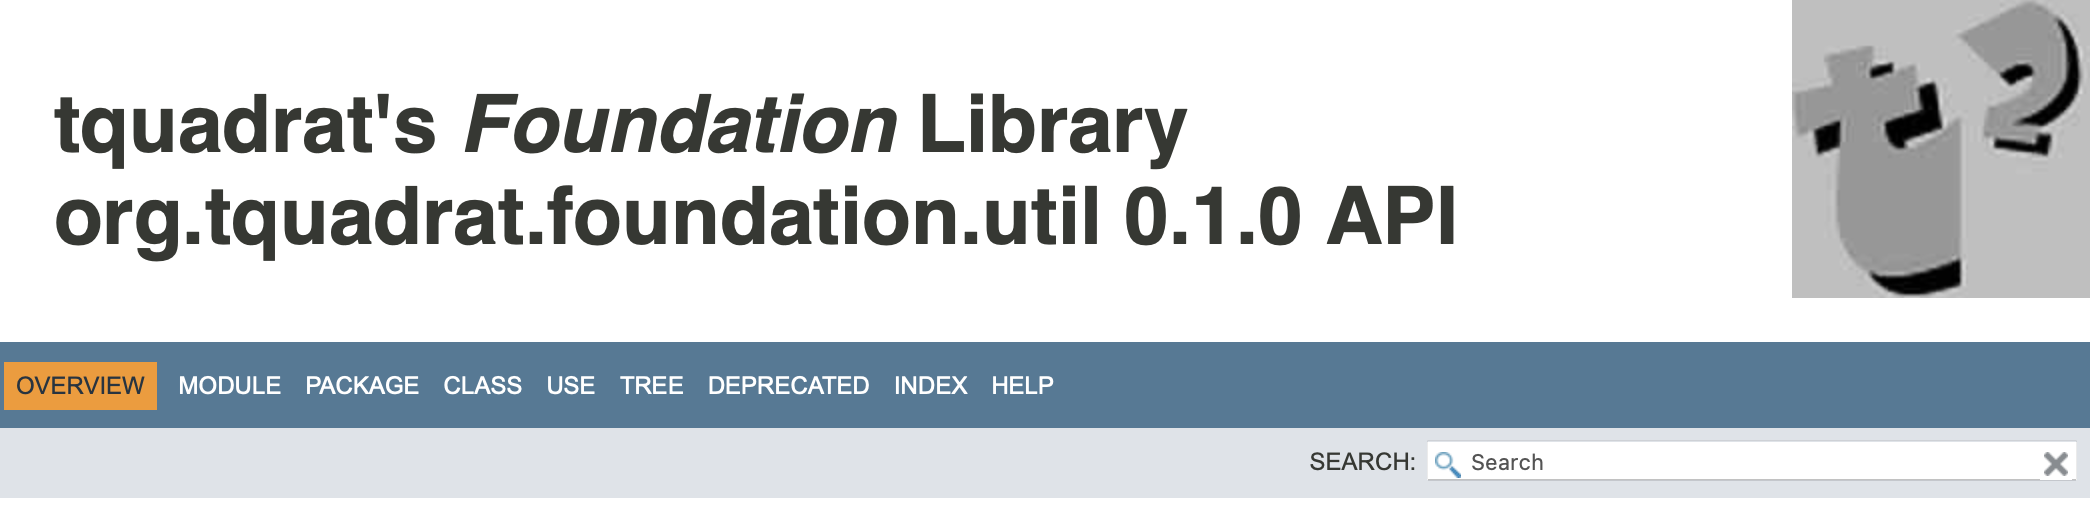 tquadrat's Foundation Library
org.tquadrat.foundation.util 0.1.0 API
t2
OVERVIEW MODULE PACKAGE CLASS USE TREE DEPRECATED INDEX HELP
SEARCH: Search